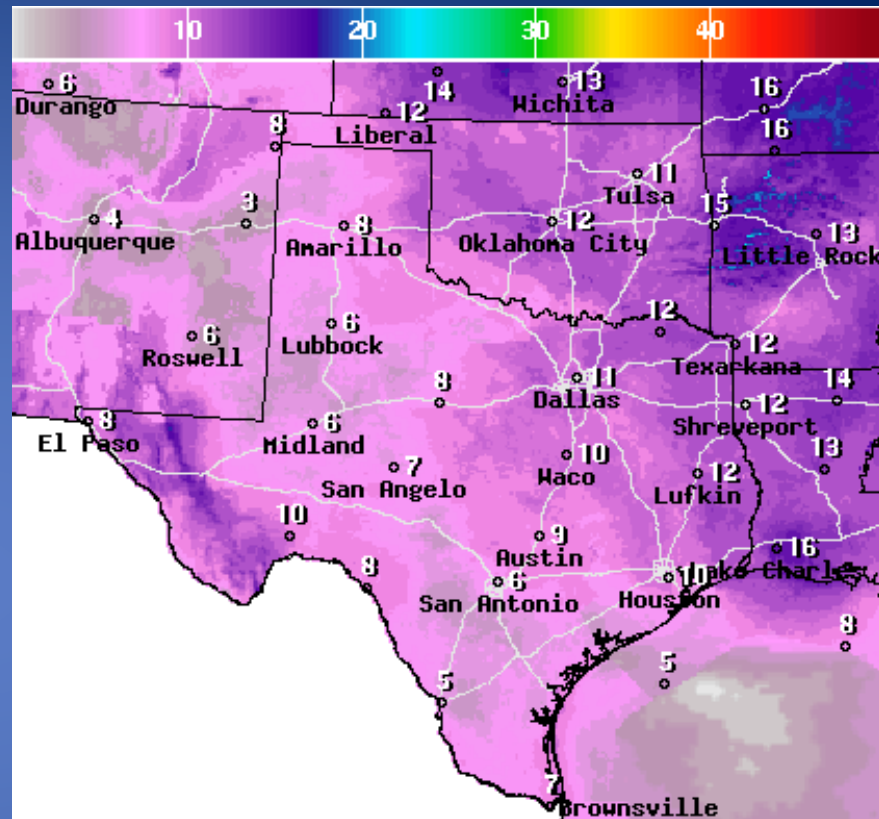 10 20 30 40
6 14 13 16
Durango Wichita
12
Liberal
8 16
11
Tulsa
4 3 8 12 15 13
Albuquerque Amarillo Oklahoma City Little Rock
6 6 12 12
Roswell Lubbock Texarkana
11
Dallas
8 12 14
Shreveport
8 6
El Paso Midland
7 10 12 13
San Angelo Waco Lufkin
10 9 16
Austin
8 6 10 Lake Charles
San Antonio Houston
8
5 5
7
Brownsville